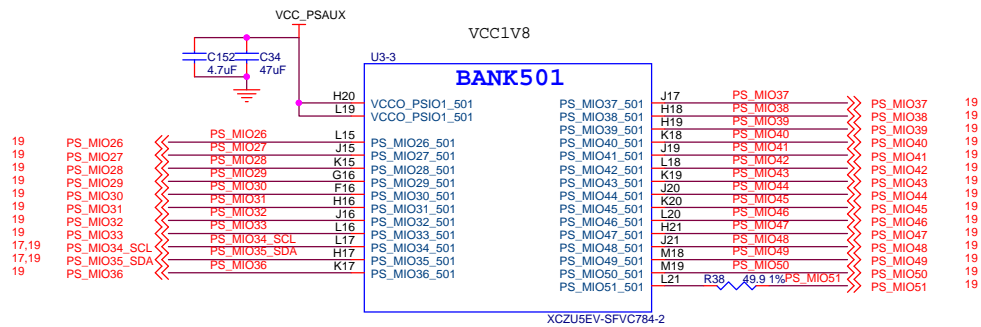 VCC_PSAUX
VCC1V8
C152 C34
4.7uF 47uF
U3-3
BANK501
H20 VCCO_PSIO1_501
L19 VCCO_PSIO1_501
19 PS_MIO26 PS_MIO26 L15 PS_MIO26_501
19 PS_MIO27 PS_MIO27 J15 PS_MIO27_501
19 PS_MIO28 PS_MIO28 K15 PS_MIO28_501
19 PS_MIO29 PS_MIO29 G16 PS_MIO29_501
19 PS_MIO30 PS_MIO30 F16 PS_MIO30_501
19 PS_MIO31 PS_MIO31 H16 PS_MIO31_501
19 PS_MIO32 PS_MIO32 J16 PS_MIO32_501
19 PS_MIO33 PS_MIO33 L16 PS_MIO33_501
17,19 PS_MIO34_SCL PS_MIO34_SCL L17 PS_MIO34_501
17,19 PS_MIO35_SDA PS_MIO35_SDA H17 PS_MIO35_501
19 PS_MIO36 PS_MIO36 K17 PS_MIO36_501
PS_MIO37_501 J17 PS_MIO37 PS_MIO37 19
PS_MIO38_501 H18 PS_MIO38 PS_MIO38 19
PS_MIO39_501 H19 PS_MIO39 PS_MIO39 19
PS_MIO40_501 K18 PS_MIO40 PS_MIO40 19
PS_MIO41_501 J19 PS_MIO41 PS_MIO41 19
PS_MIO42_501 L18 PS_MIO42 PS_MIO42 19
PS_MIO43_501 K19 PS_MIO43 PS_MIO43 19
PS_MIO44_501 J20 PS_MIO44 PS_MIO44 19
PS_MIO45_501 K20 PS_MIO45 PS_MIO45 19
PS_MIO46_501 L20 PS_MIO46 PS_MIO46 19
PS_MIO47_501 H21 PS_MIO47 PS_MIO47 19
PS_MIO48_501 J21 PS_MIO48 PS_MIO48 19
PS_MIO49_501 M18 PS_MIO49 PS_MIO49 19
PS_MIO50_501 M19 PS_MIO50 PS_MIO50 19
PS_MIO51_501 L21 R38 49.9 1% PS_MIO51 PS_MIO51 19
XCZU5EV-SFVC784-2